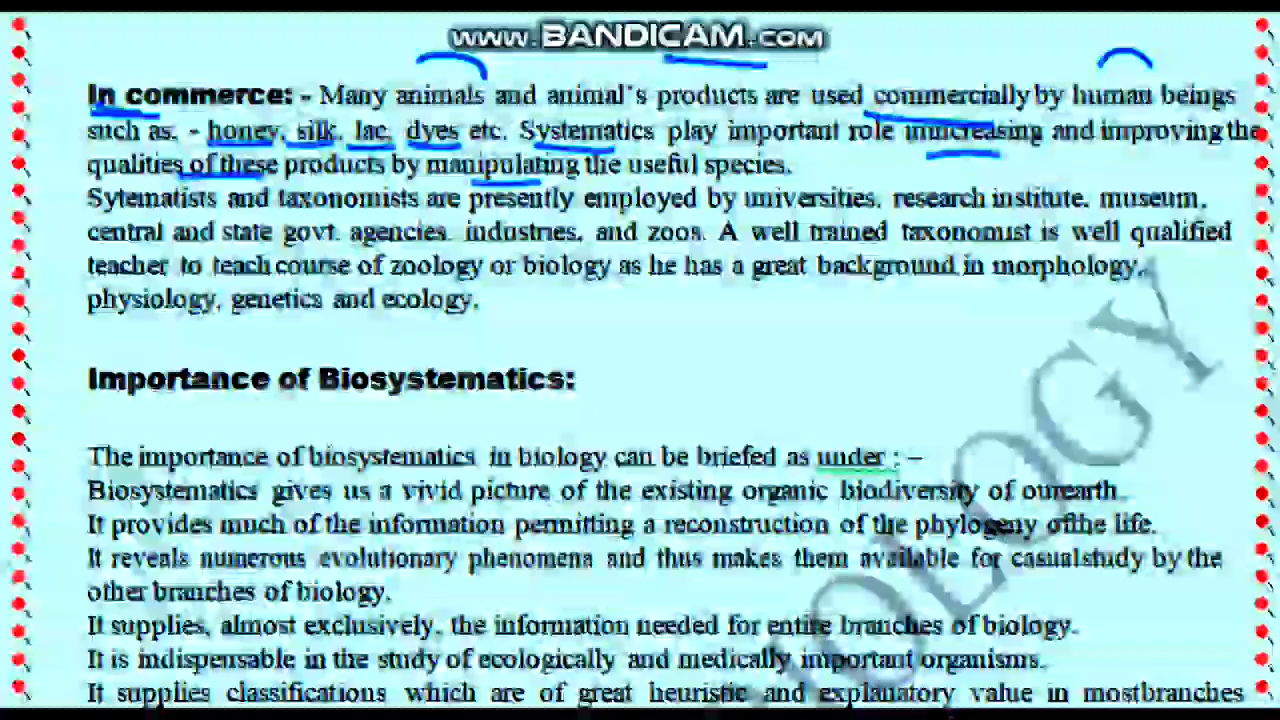 www.BANDICAM.com
In commerce: - Many animals and animal's products are used commercially by human beings
such as. - honey, silk, lac, dyes etc. Systematics play important role in increasing and improving the
qualities of these products by manipulating the useful species.
Sytematists and taxonomists are presently employed by universities, research institute, museum,
central and state govt. agencies, industries, and zoos. A well trained taxonomist is well qualified
teacher to teach course of zoology or biology as he has a great background in morphology,
physiology, genetics and ecology.
Importance of Biosystematics:
The importance of biosystematics in biology can be briefed as under : –
Biosystematics gives us a vivid picture of the existing organic biodiversity of ourearth.
It provides much of the information permitting a reconstruction of the phylogeny ofthe life.
It reveals numerous evolutionary phenomena and thus makes them available for casualstudy by the
other branches of biology.
It supplies, almost exclusively, the information needed for entire branches of biology.
It is indispensable in the study of ecologically and medically important organisms.
It supplies classifications which are of great heuristic and explanatory value in mostbranches
OLOGY